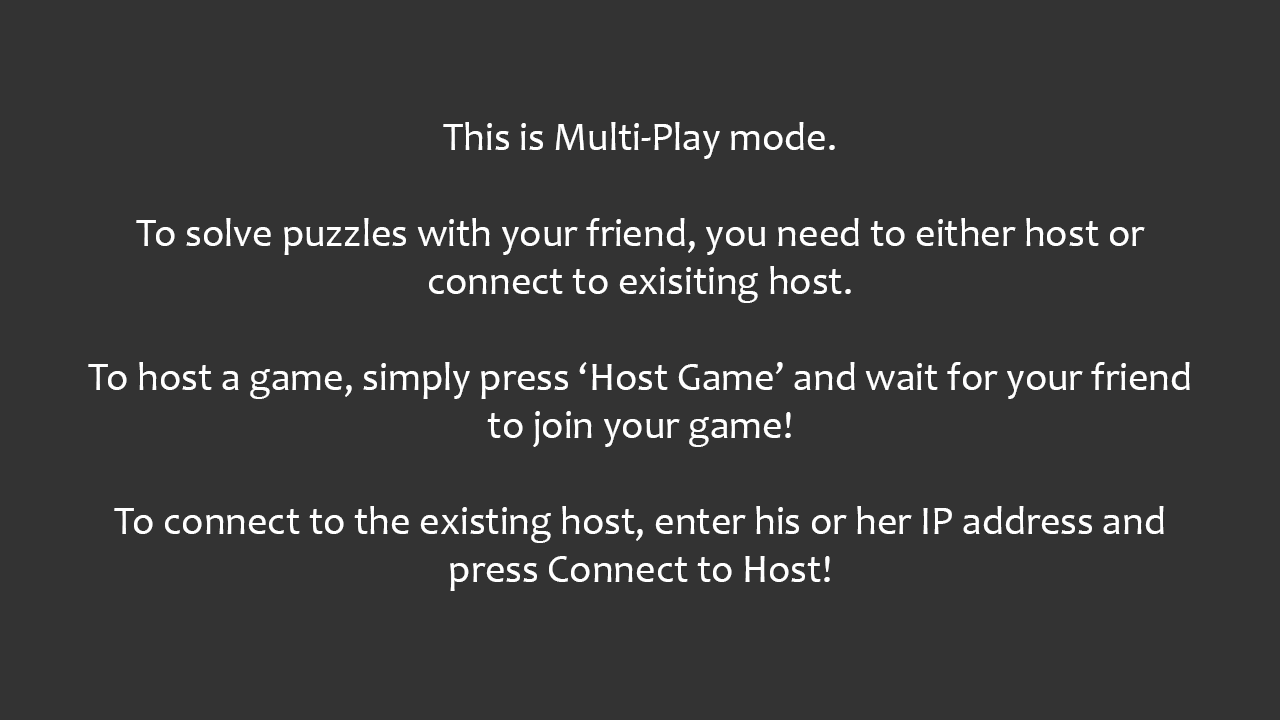 This is Multi-Play mode.
To solve puzzles with your friend, you need to either host or
connect to exisiting host.
To host a game, simply press ‘Host Game’ and wait for your friend
to join your game!
To connect to the existing host, enter his or her IP address and
press Connect to Host!